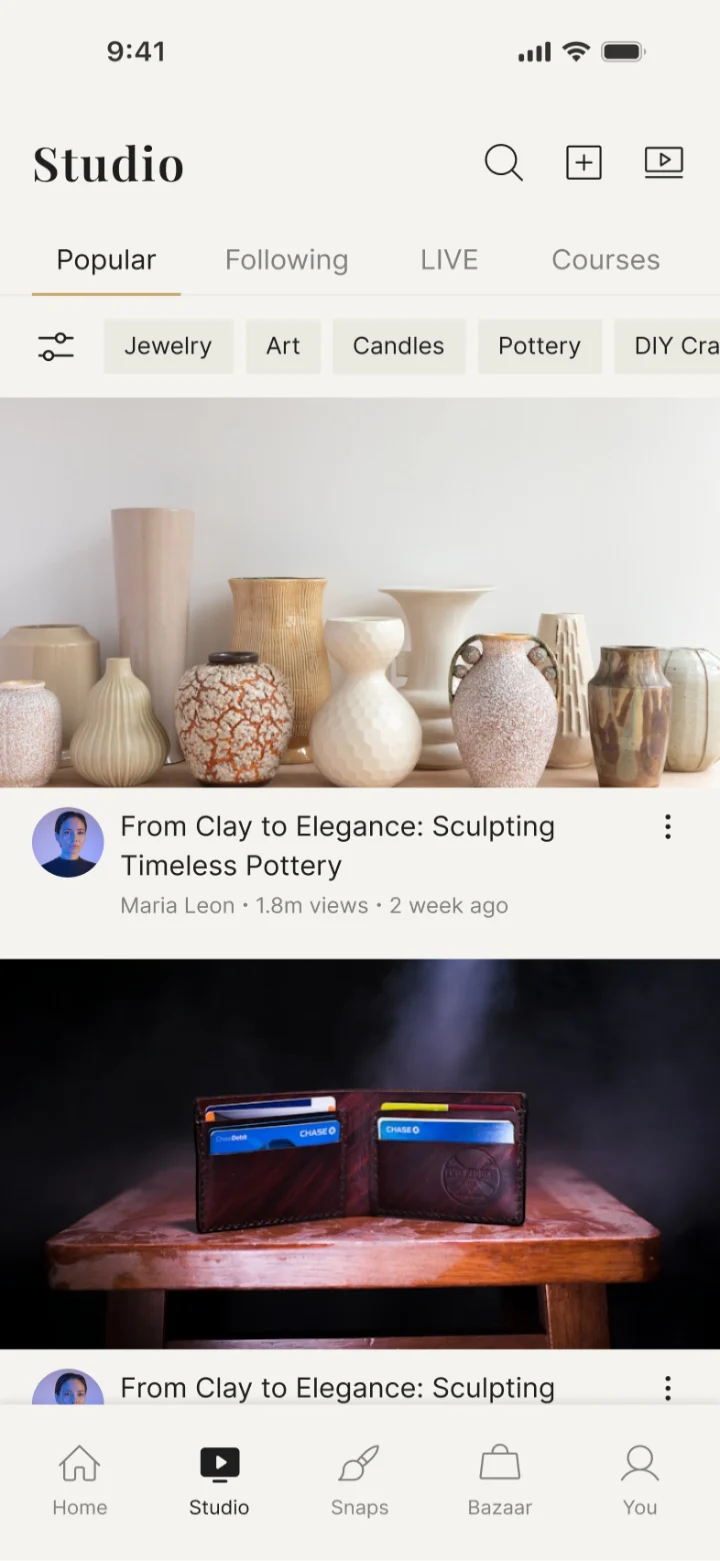 9:41
Studio
Popular Following LIVE Courses
Jewelry Art Candles Pottery DIY Cra
From Clay to Elegance: Sculpting
Timeless Pottery
Maria Leon • 1.8m views • 2 week ago
CHASE CHASE
From Clay to Elegance: Sculpting
Home Studio Snaps Bazaar You